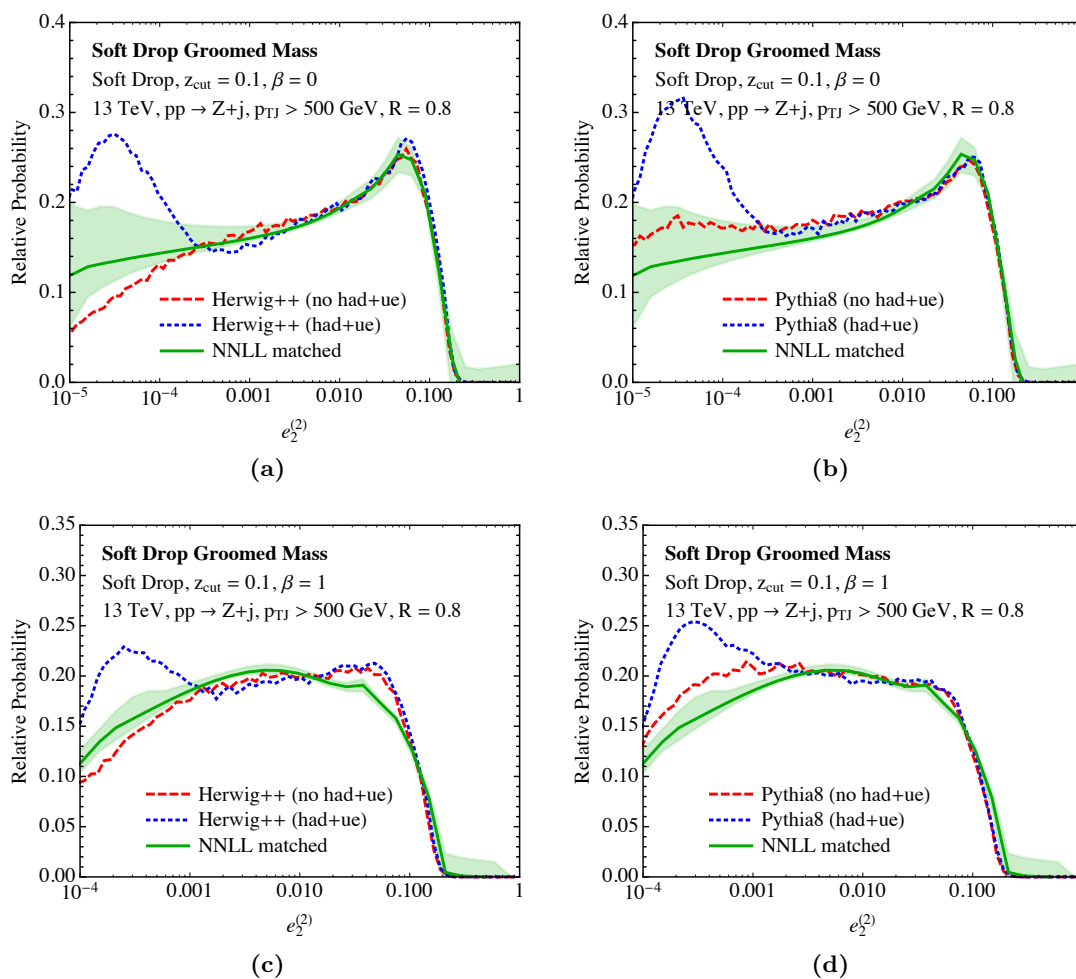 0.4
Soft Drop Groomed Mass
Soft Drop, z_cut = 0.1, β = 0
13 TeV, pp → Z+j, p_TJ > 500 GeV, R = 0.8
0.3
0.2
0.1
0.0
Relative Probability
Herwig++ (no had+ue)
Herwig++ (had+ue)
NNLL matched
10⁻⁵ 10⁻⁴ 0.001 0.010 0.100 1
e₂⁽²⁾
(a)
0.4
Soft Drop Groomed Mass
Soft Drop, z_cut = 0.1, β = 0
13 TeV, pp → Z+j, p_TJ > 500 GeV, R = 0.8
0.3
0.2
0.1
0.0
Relative Probability
Pythia8 (no had+ue)
Pythia8 (had+ue)
NNLL matched
10⁻⁵ 10⁻⁴ 0.001 0.010 0.100
e₂⁽²⁾
(b)
0.35
Soft Drop Groomed Mass
0.30
Soft Drop, z_cut = 0.1, β = 1
13 TeV, pp → Z+j, p_TJ > 500 GeV, R = 0.8
0.25
0.20
0.15
0.10
0.05
0.00
Relative Probability
Herwig++ (no had+ue)
Herwig++ (had+ue)
NNLL matched
10⁻⁴ 0.001 0.010 0.100 1
e₂⁽²⁾
(c)
0.35
Soft Drop Groomed Mass
0.30
Soft Drop, z_cut = 0.1, β = 1
13 TeV, pp → Z+j, p_TJ > 500 GeV, R = 0.8
0.25
0.20
0.15
0.10
0.05
0.00
Relative Probability
Pythia8 (no had+ue)
Pythia8 (had+ue)
NNLL matched
10⁻⁴ 0.001 0.010 0.100
e₂⁽²⁾
(d)